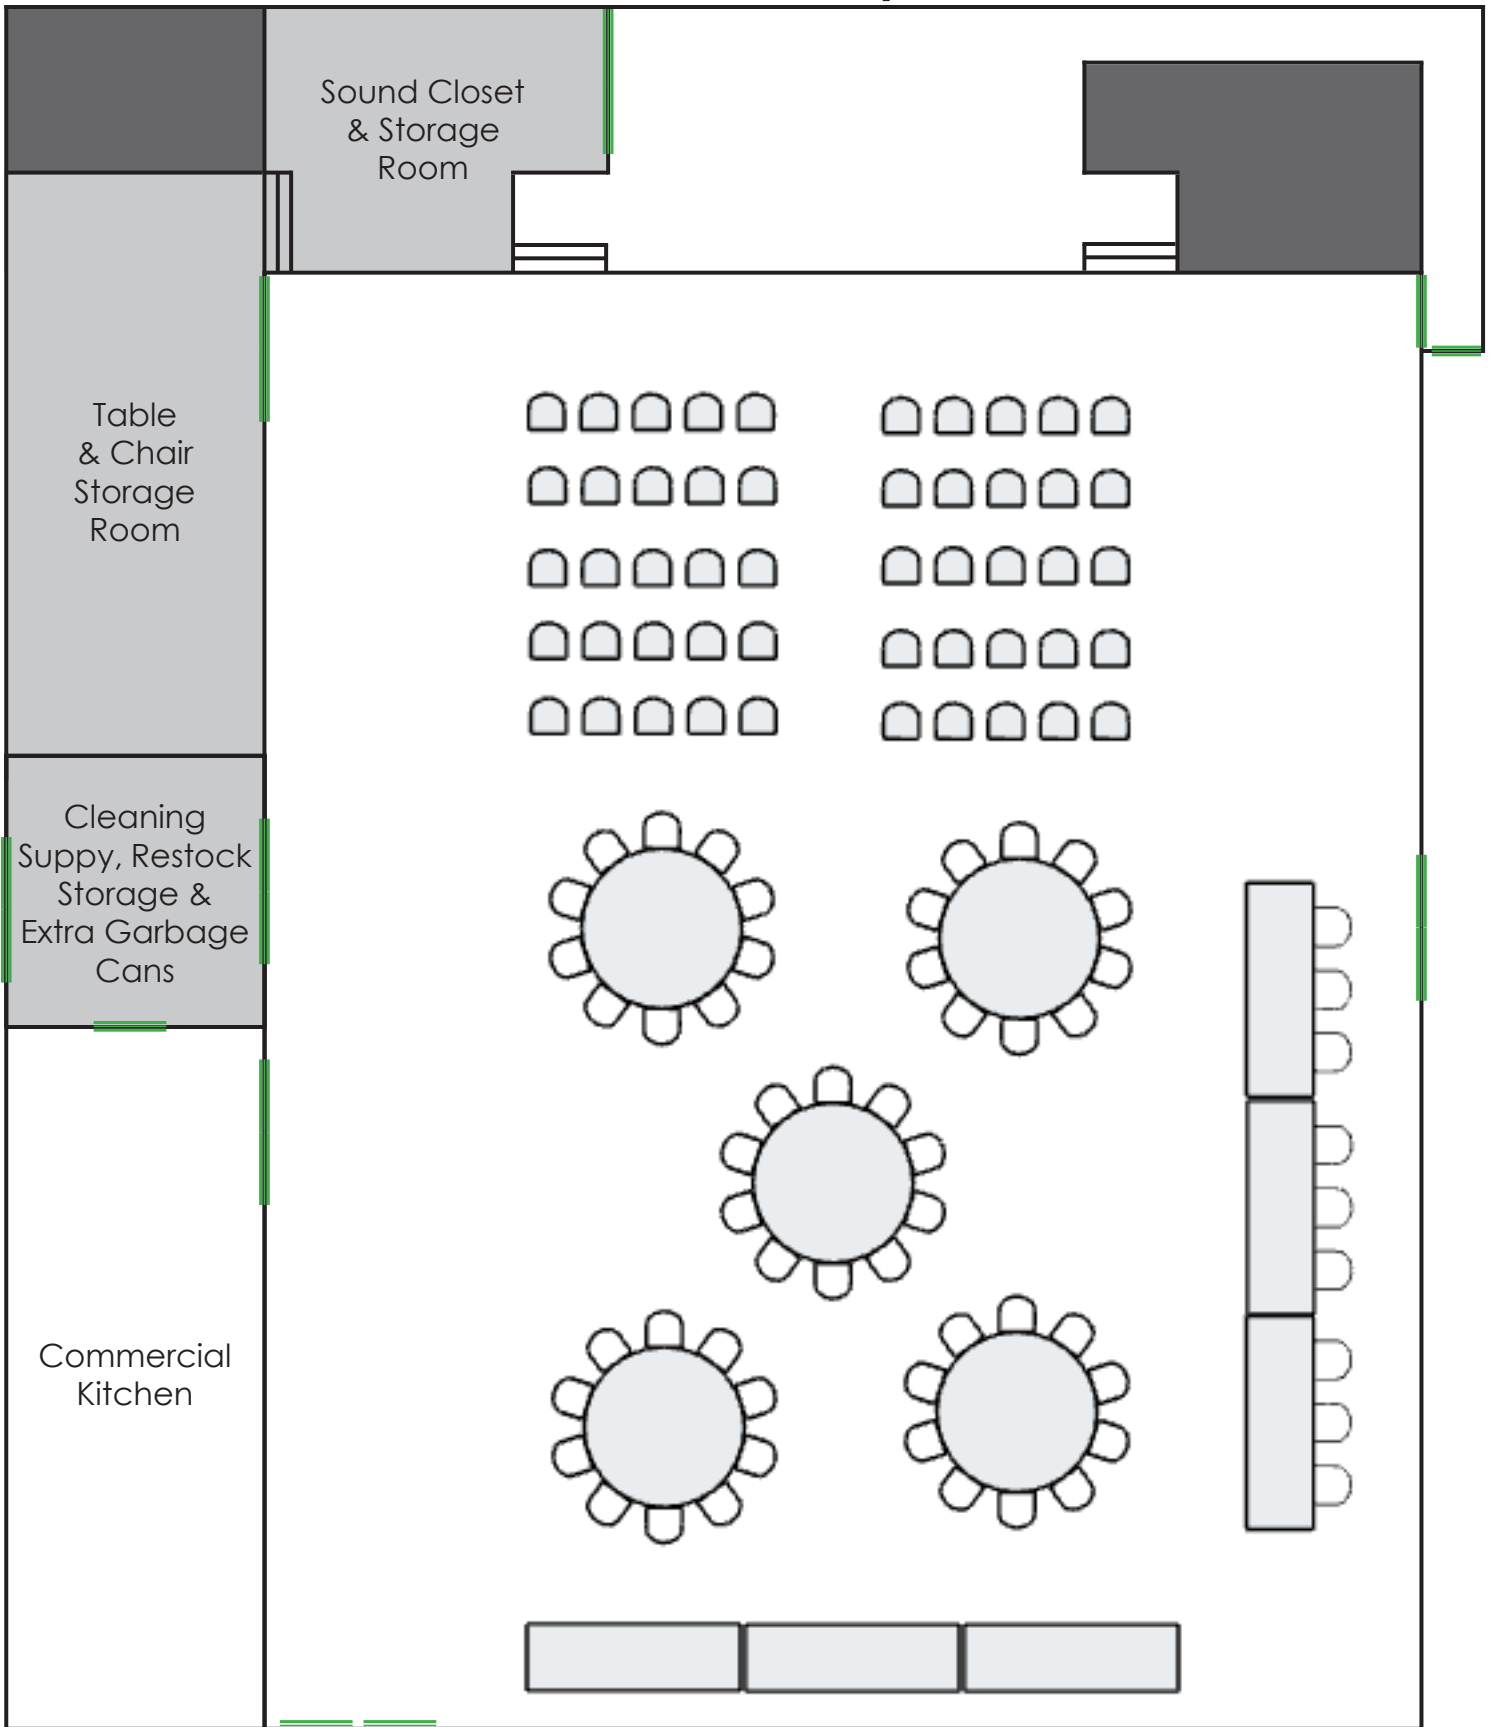 Sound Closet
& Storage
Room
Table
& Chair
Storage
Room
Cleaning
Suppy, Restock
Storage &
Extra Garbage
Cans
Commercial
Kitchen